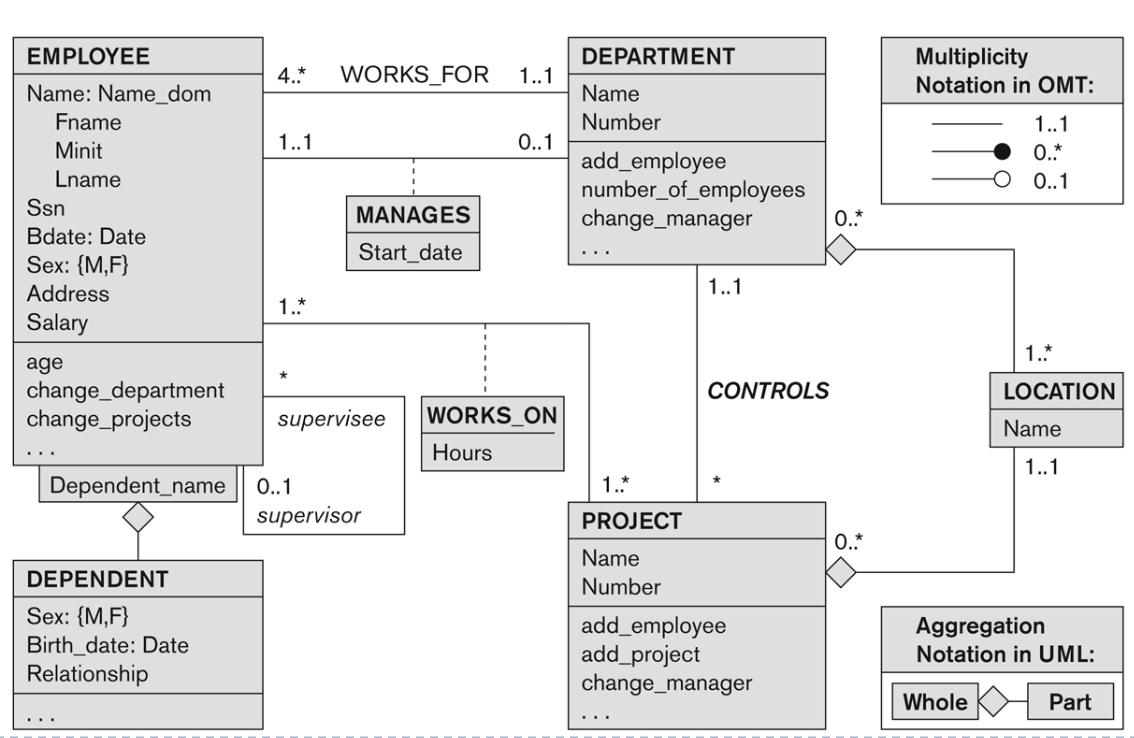 EMPLOYEE
Name: Name_dom
Fname
Minit
Lname
Ssn
Bdate: Date
Sex: {M,F}
Address
Salary
age
change_department
change_projects
. . .
Dependent_name
DEPENDENT
Sex: {M,F}
Birth_date: Date
Relationship
. . .
4..* WORKS_FOR 1..1
1..1 0..1
MANAGES
Start_date
1..*
*
supervisee
0..1
supervisor
WORKS_ON
Hours
1..*
DEPARTMENT
Name
Number
add_employee
number_of_employees
change_manager
. . .
1..1
CONTROLS
*
PROJECT
Name
Number
add_employee
add_project
change_manager
. . .
Multiplicity
Notation in OMT:
1..1
0..*
0..1
0..*
1..*
LOCATION
Name
1..1
0..*
Aggregation
Notation in UML:
Whole Part